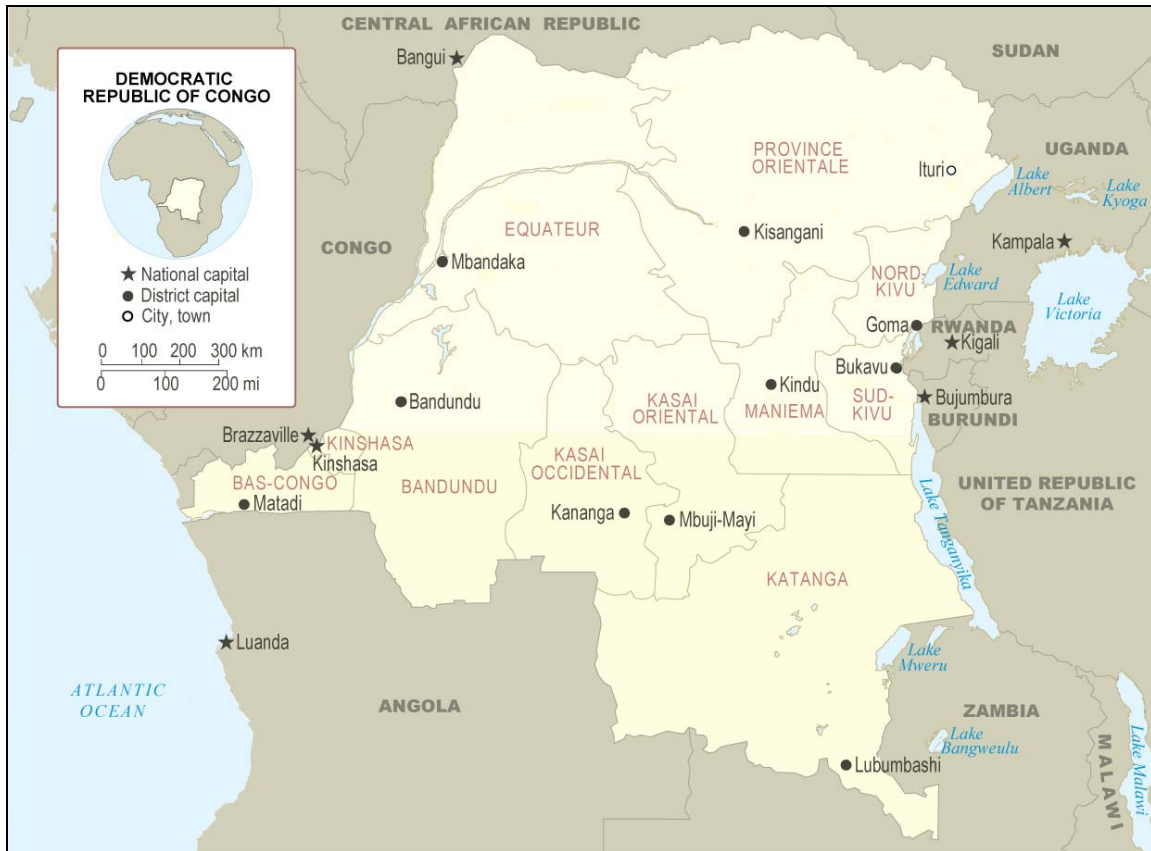 CENTRAL AFRICAN REPUBLIC
SUDAN
Bangui
DEMOCRATIC
REPUBLIC OF CONGO
National capital
District capital
City, town
0 100 200 300 km
0 100 200 mi
PROVINCE
ORIENTALE
Ituri
UGANDA
Lake
Albert
Lake
Kyoga
CONGO
EQUATEUR
Kisangani
Kampala
Mbandaka
NORD-
KIVU
Lake
Edward
Lake
Victoria
Goma
RWANDA
Kigali
Bukavu
Bandundu
KASAI
ORIENTAL
Kindu
MANIEMA
SUD-
KIVU
Bujumbura
BURUNDI
Brazzaville
KINSHASA
Kinshasa
KASAI
OCCIDENTAL
BAS-CONGO
Matadi
BANDUNDU
Kananga
Mbuji-Mayi
UNITED REPUBLIC
OF TANZANIA
Lake Tanganyika
KATANGA
Luanda
Lake
Mweru
ATLANTIC
OCEAN
ANGOLA
ZAMBIA
Lake
Bangweulu
Lubumbashi
MALAWI
Lake Malawi